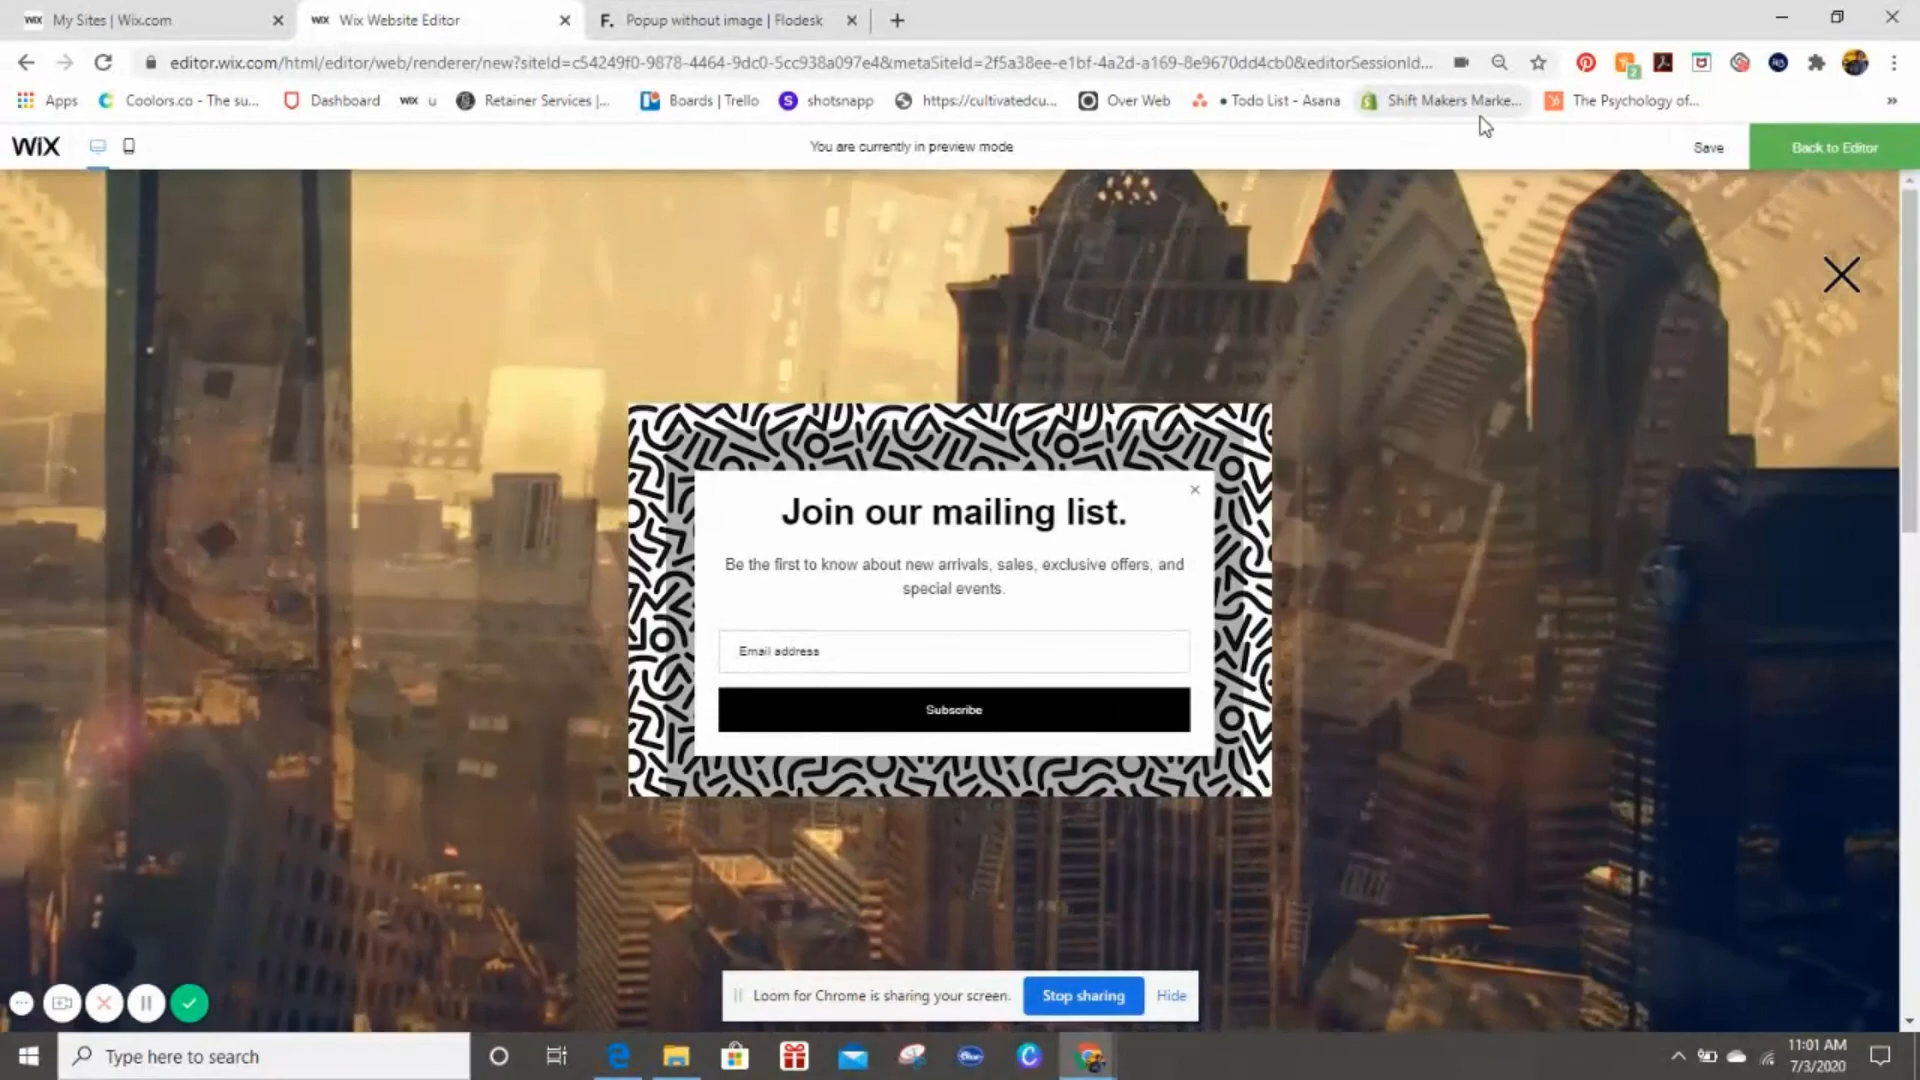 WiX My Sites | Wix.com
WiX Wix Website Editor
F. Popup without image | Flodesk
editor.wix.com/html/editor/web/renderer/new?siteId=c54249f0-9878-4464-9dc0-5cc938a097e4&metaSiteId=2f5a38ee-e1bf-4a2d-a169-8e9670dd4cb0&editorSessionId...
2
Apps
Coolors.co - The su...
Dashboard
WiX u
Retainer Services |...
Boards | Trello
S shotsnapp
https://cultivatedcu...
Over Web
• Todo List - Asana
Shift Makers Marke...
The Psychology of...
WiX
You are currently in preview mode
Save
Back to Editor
Join our mailing list.
Be the first to know about new arrivals, sales, exclusive offers, and
special events.
Email address
Subscribe
Loom for Chrome is sharing your screen.
Stop sharing
Hide
Type here to search
11:01 AM
7/3/2020